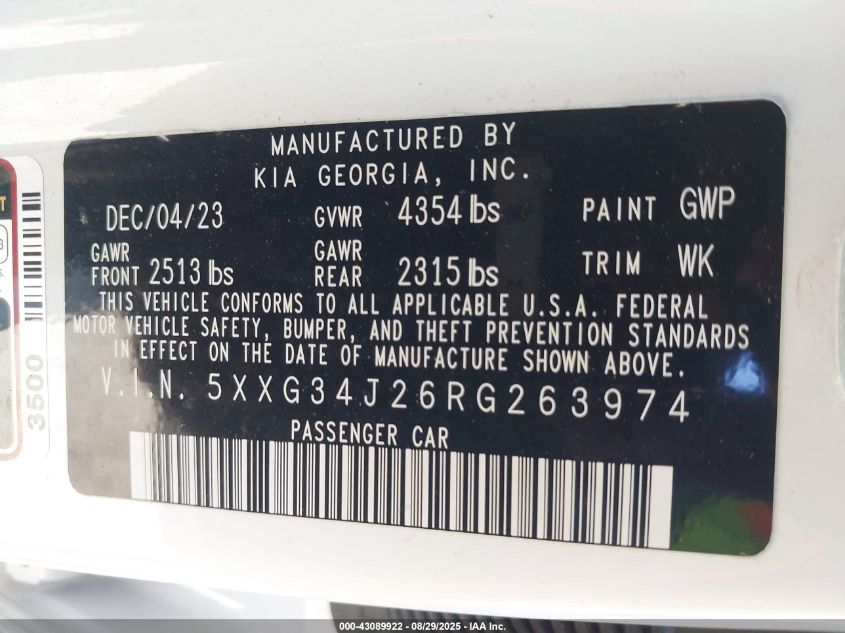 MANUFACTURED BY
KIA GEORGIA, INC.
DEC/04/23 GVWR 4354 lbs PAINT GWP
GAWR FRONT 2513 lbs GAWR REAR 2315 lbs TRIM WK
THIS VEHICLE CONFORMS TO ALL APPLICABLE U.S.A. FEDERAL
MOTOR VEHICLE SAFETY, BUMPER, AND THEFT PREVENTION STANDARDS
IN EFFECT ON THE DATE OF MANUFACTURE SHOWN ABOVE.
V.I.N. 5XXG34J26RG263974
PASSENGER CAR
3500
000-43089922 - 08/29/2025 - IAA Inc.